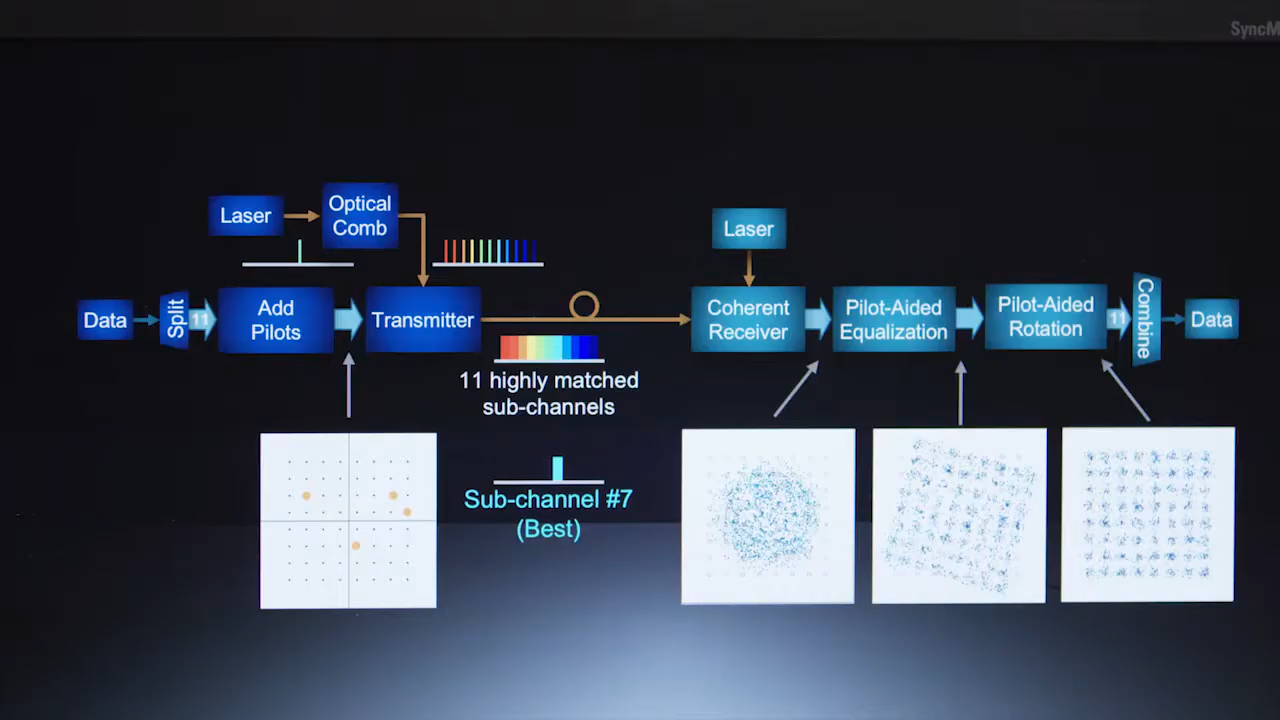 SyncM
Laser
Optical
Comb
Laser
Data
Split
11
Add
Pilots
Transmitter
Coherent
Receiver
Pilot-Aided
Equalization
Pilot-Aided
Rotation
11
Combine
Data
11 highly matched
sub-channels
Sub-channel #7
(Best)